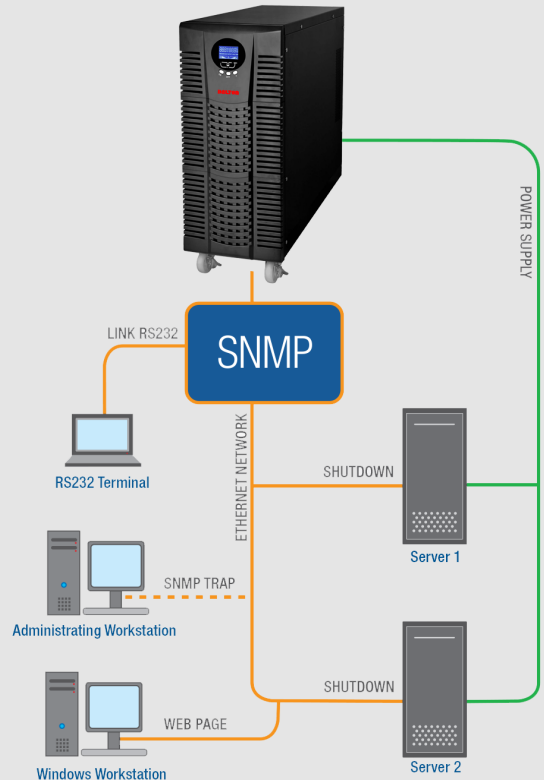 POWER SUPPLY
LINK RS232
SNMP
RS232 Terminal
ETHERNET NETWORK
SHUTDOWN
Server 1
SNMP TRAP
Administrating Workstation
SHUTDOWN
WEB PAGE
Server 2
Windows Workstation